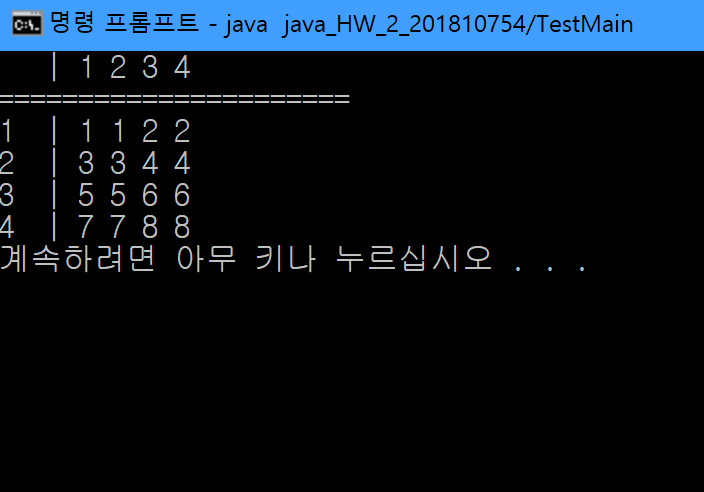 명령 프롬프트 - java java_HW_2_201810754/TestMain
| 1 2 3 4
======================
1 | 1 1 2 2
2 | 3 3 4 4
3 | 5 5 6 6
4 | 7 7 8 8
계속하려면 아무 키나 누르십시오 . . .